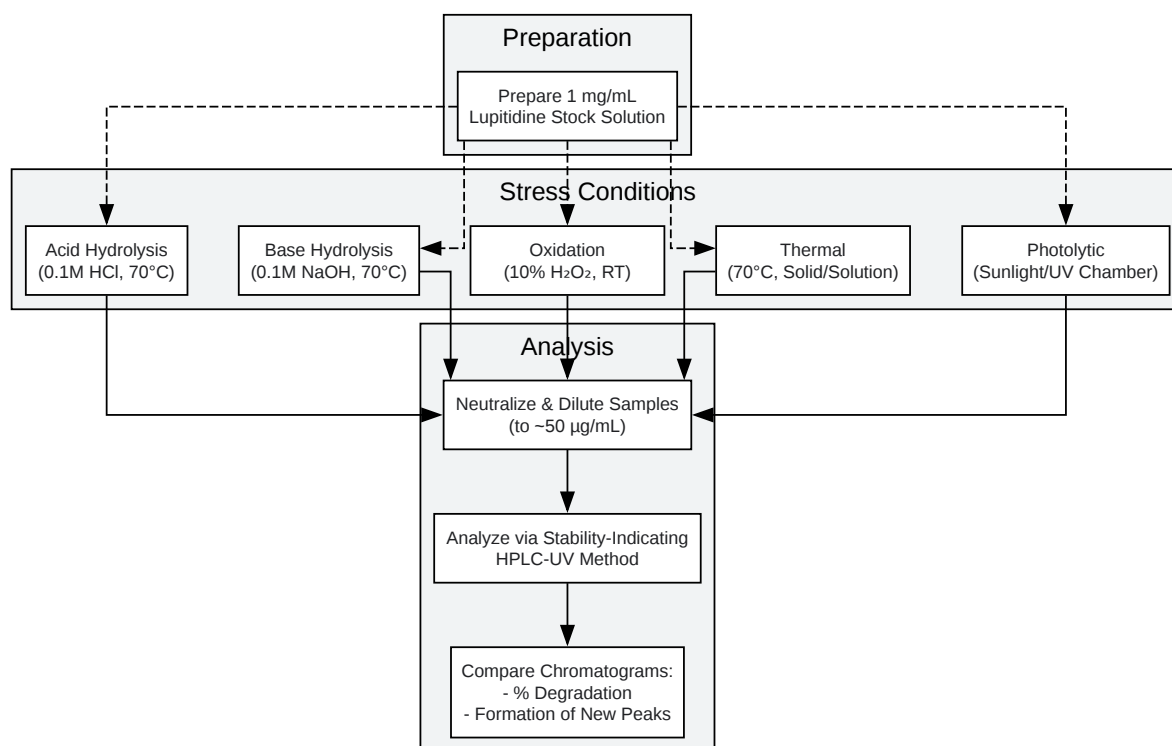 Preparation
Prepare 1 mg/mL
Lupitidine Stock Solution
Stress Conditions
Acid Hydrolysis
(0.1M HCl, 70°C)
Base Hydrolysis
(0.1M NaOH, 70°C)
Oxidation
(10% H₂O₂, RT)
Thermal
(70°C, Solid/Solution)
Photolytic
(Sunlight/UV Chamber)
Analysis
Neutralize & Dilute Samples
(to ~50 µg/mL)
Analyze via Stability-Indicating
HPLC-UV Method
Compare Chromatograms:
- % Degradation
- Formation of New Peaks